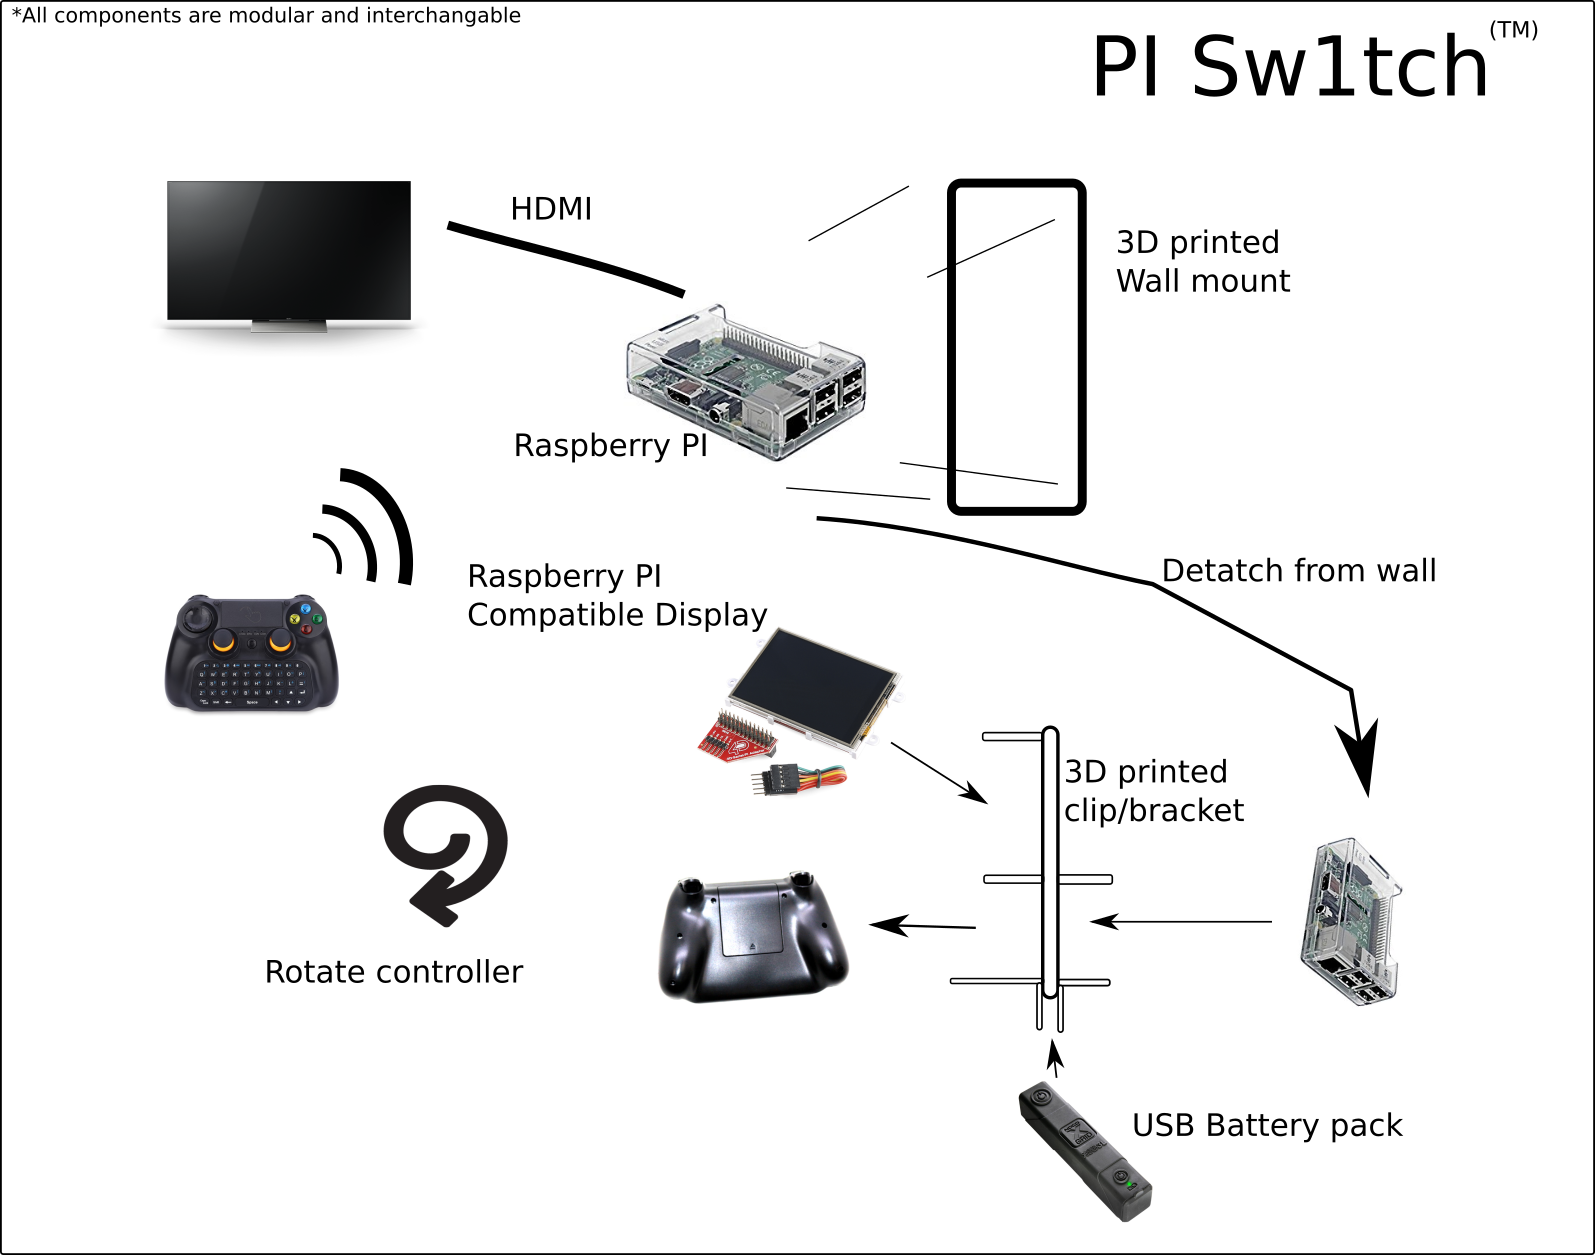 *All components are modular and interchangable
PI Sw1tch(TM)
HDMI
3D printed
Wall mount
Raspberry PI
Detatch from wall
Raspberry PI
Compatible Display
3D printed
clip/bracket
Rotate controller
USB Battery pack